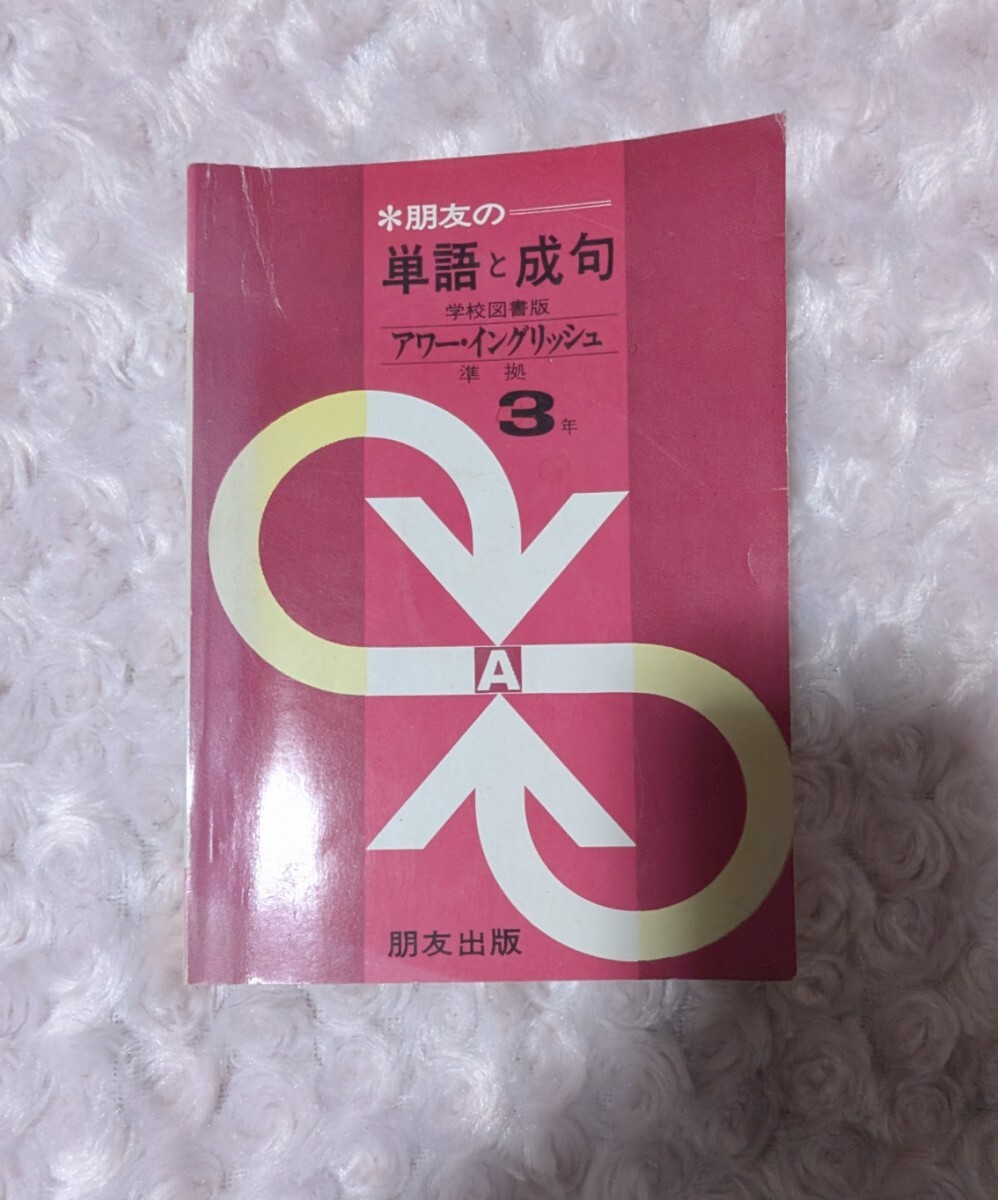 ＊朋友の
単語と成句
学校図書版
アワー・イングリッシュ
準拠
3年
A
朋友出版